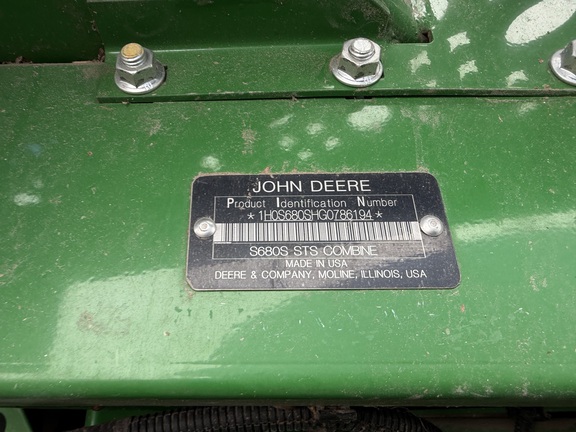 JOHN DEERE
Product Identification Number
* 1H0S680SHG0786194 *
S680S STS COMBINE
MADE IN USA
DEERE & COMPANY, MOLINE, ILLINOIS, USA